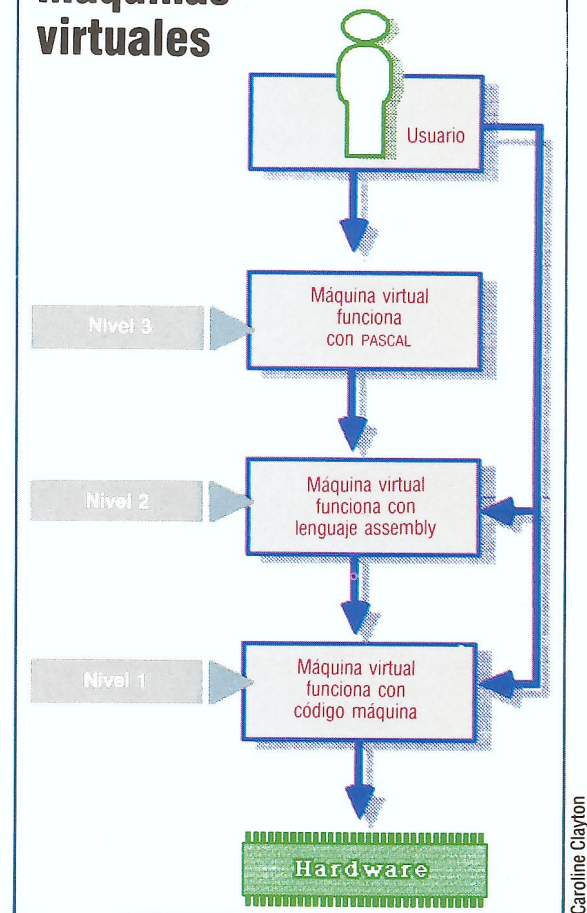 virtuales
Usuario
Máquina virtual
funciona
con PASCAL
Nivel 3
Máquina virtual
funciona con
lenguaje assembly
Nivel 2
Máquina virtual
funciona con
código máquina
Nivel 1
Hardware
Caroline Clayton